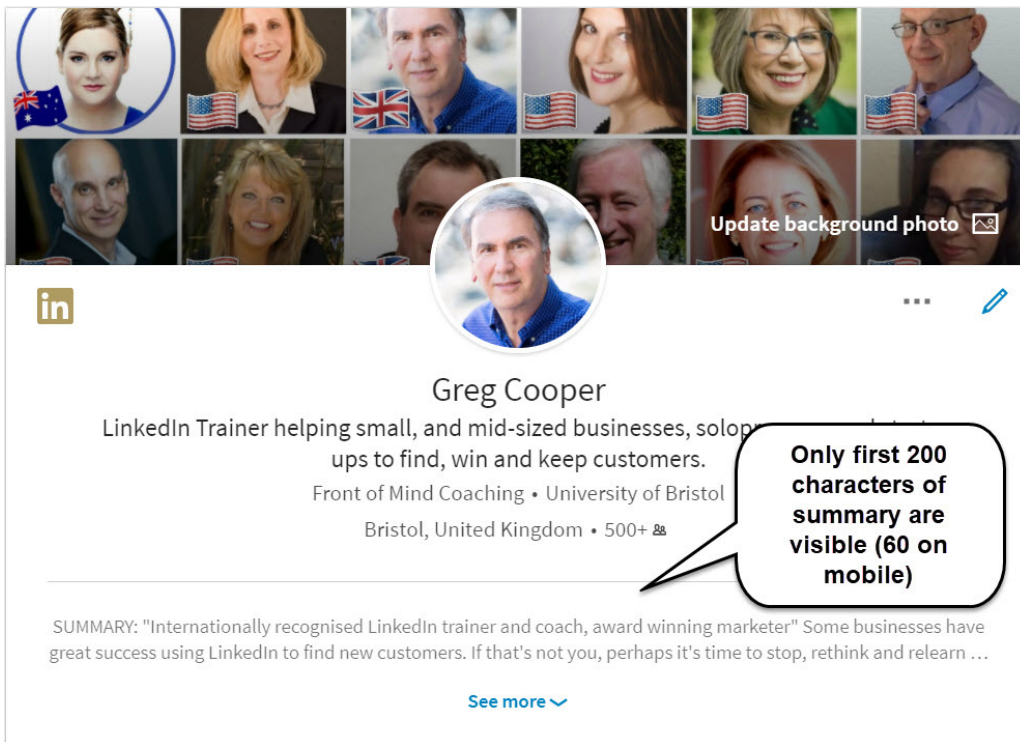 Update background photo
in
Greg Cooper
LinkedIn Trainer helping small, and mid-sized businesses,
ups to find, win and keep customers.
Front of Mind Coaching • University of Bristol
Bristol, United Kingdom • 500+
Only first 200
characters of
summary are
visible (60 on
mobile)
SUMMARY: "Internationally recognised LinkedIn trainer and coach, award winning marketer" Some businesses have
great success using LinkedIn to find new customers. If that's not you, perhaps it's time to stop, rethink and relearn ...
See more